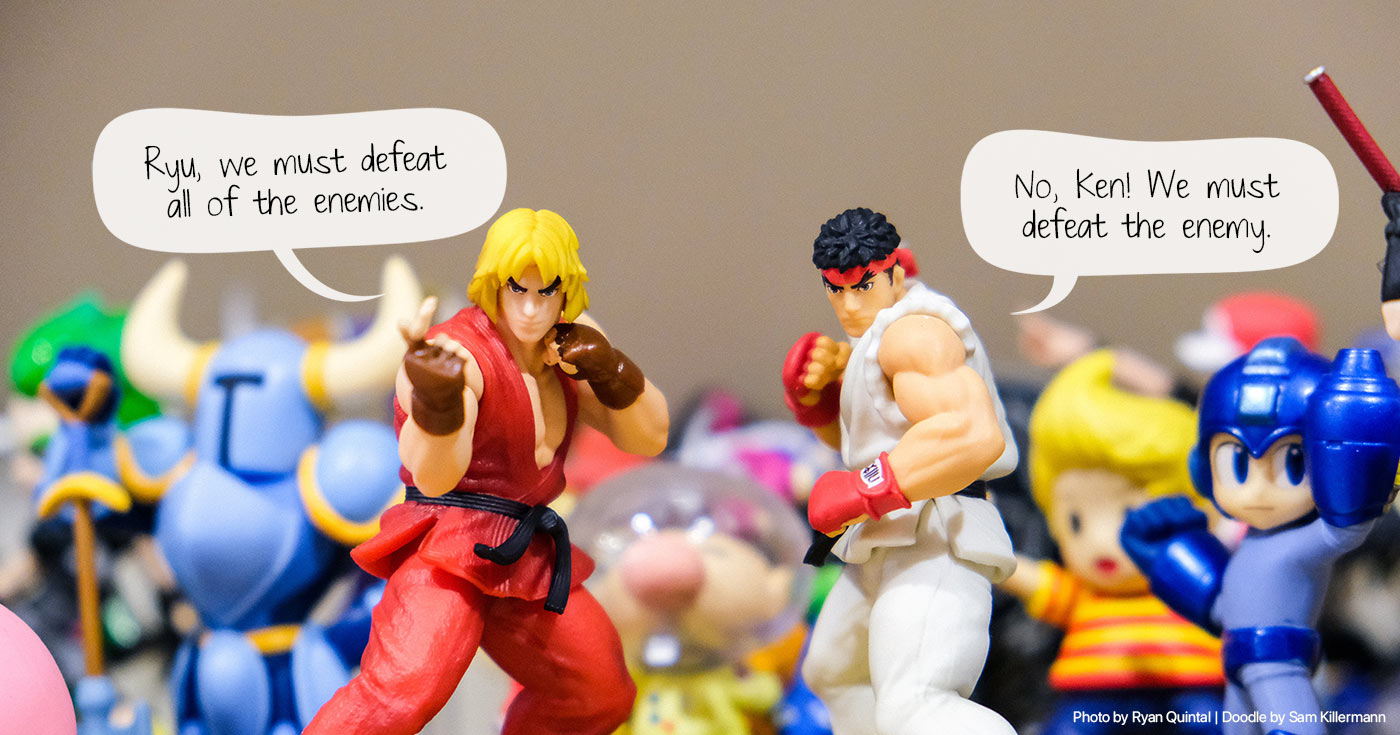 Ryu, we must defeat
all of the enemies.
No, Ken! We must
defeat the enemy.
Photo by Ryan Quintal | Doodle by Sam Killermann